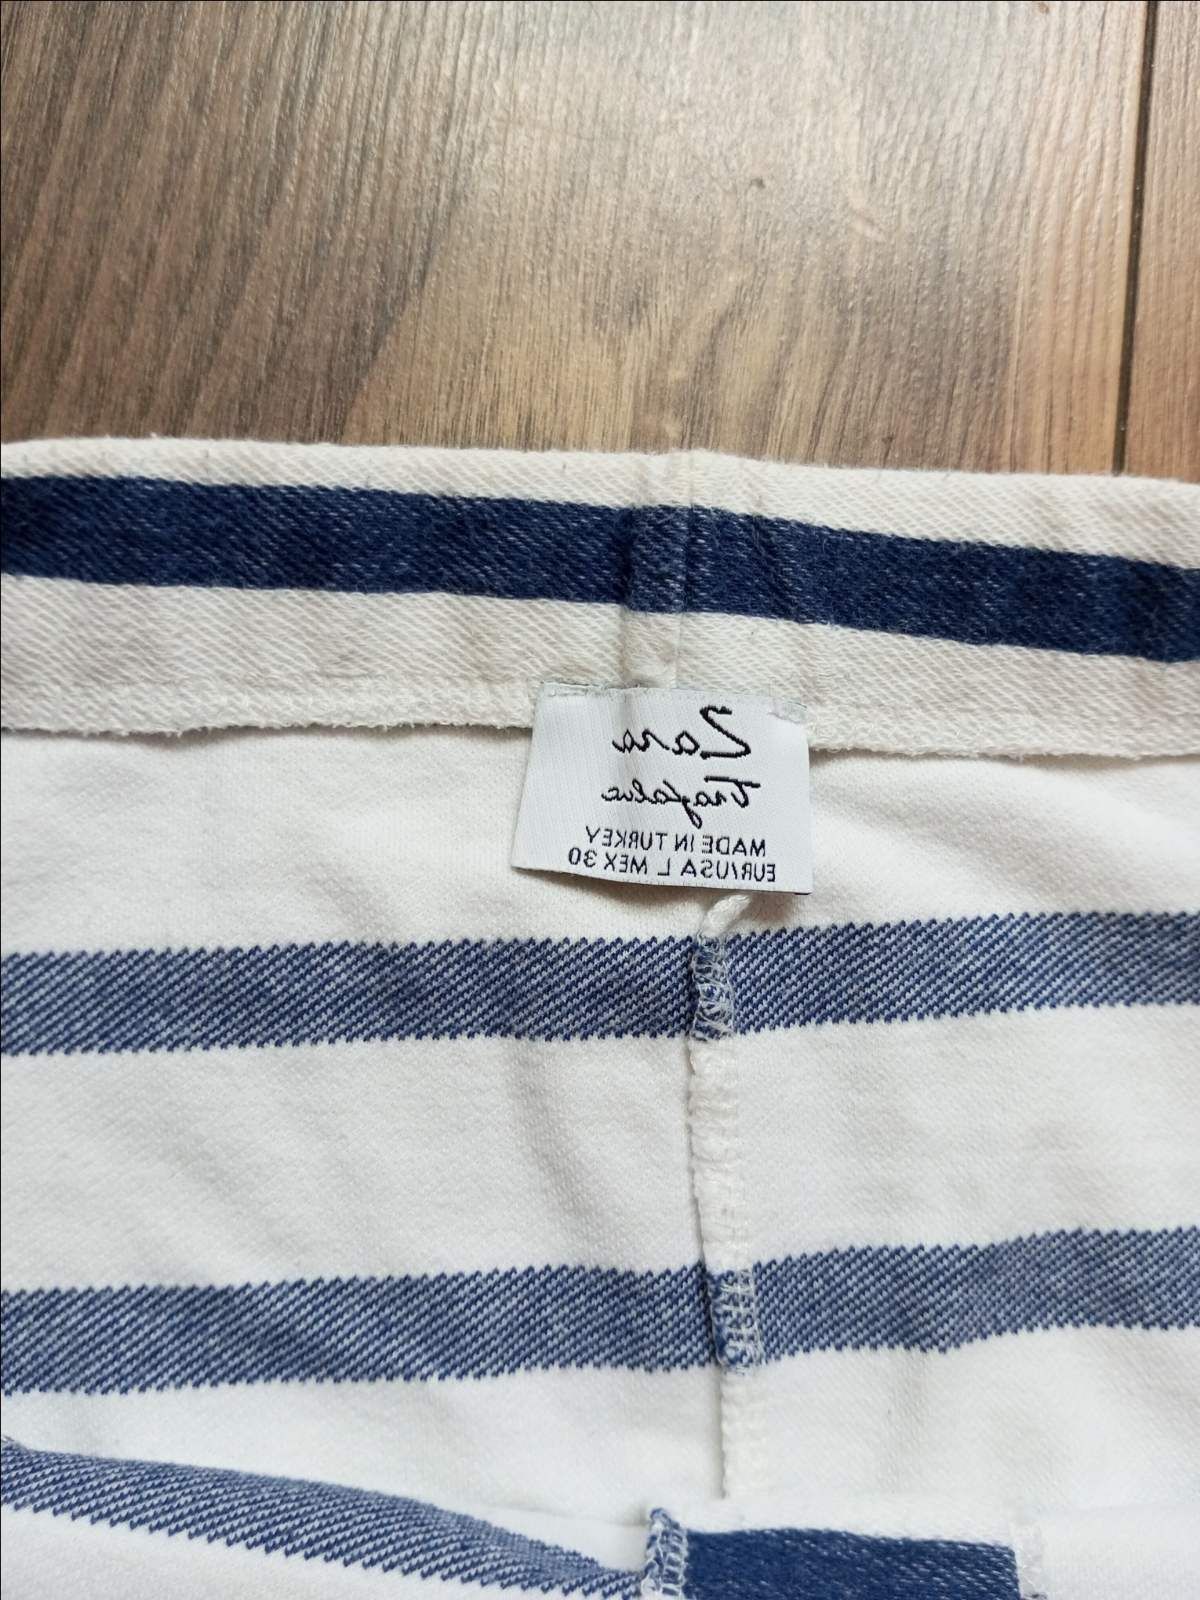 Zara
Trafaluc
MADE IN TURKEY
EUR/USA L MEX 30